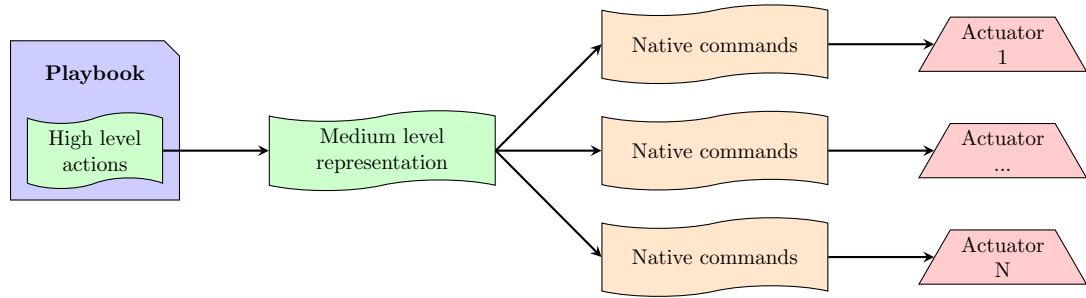 Playbook
High level
actions
Medium level
representation
Native commands
Actuator
1
Native commands
Actuator
...
Native commands
Actuator
N